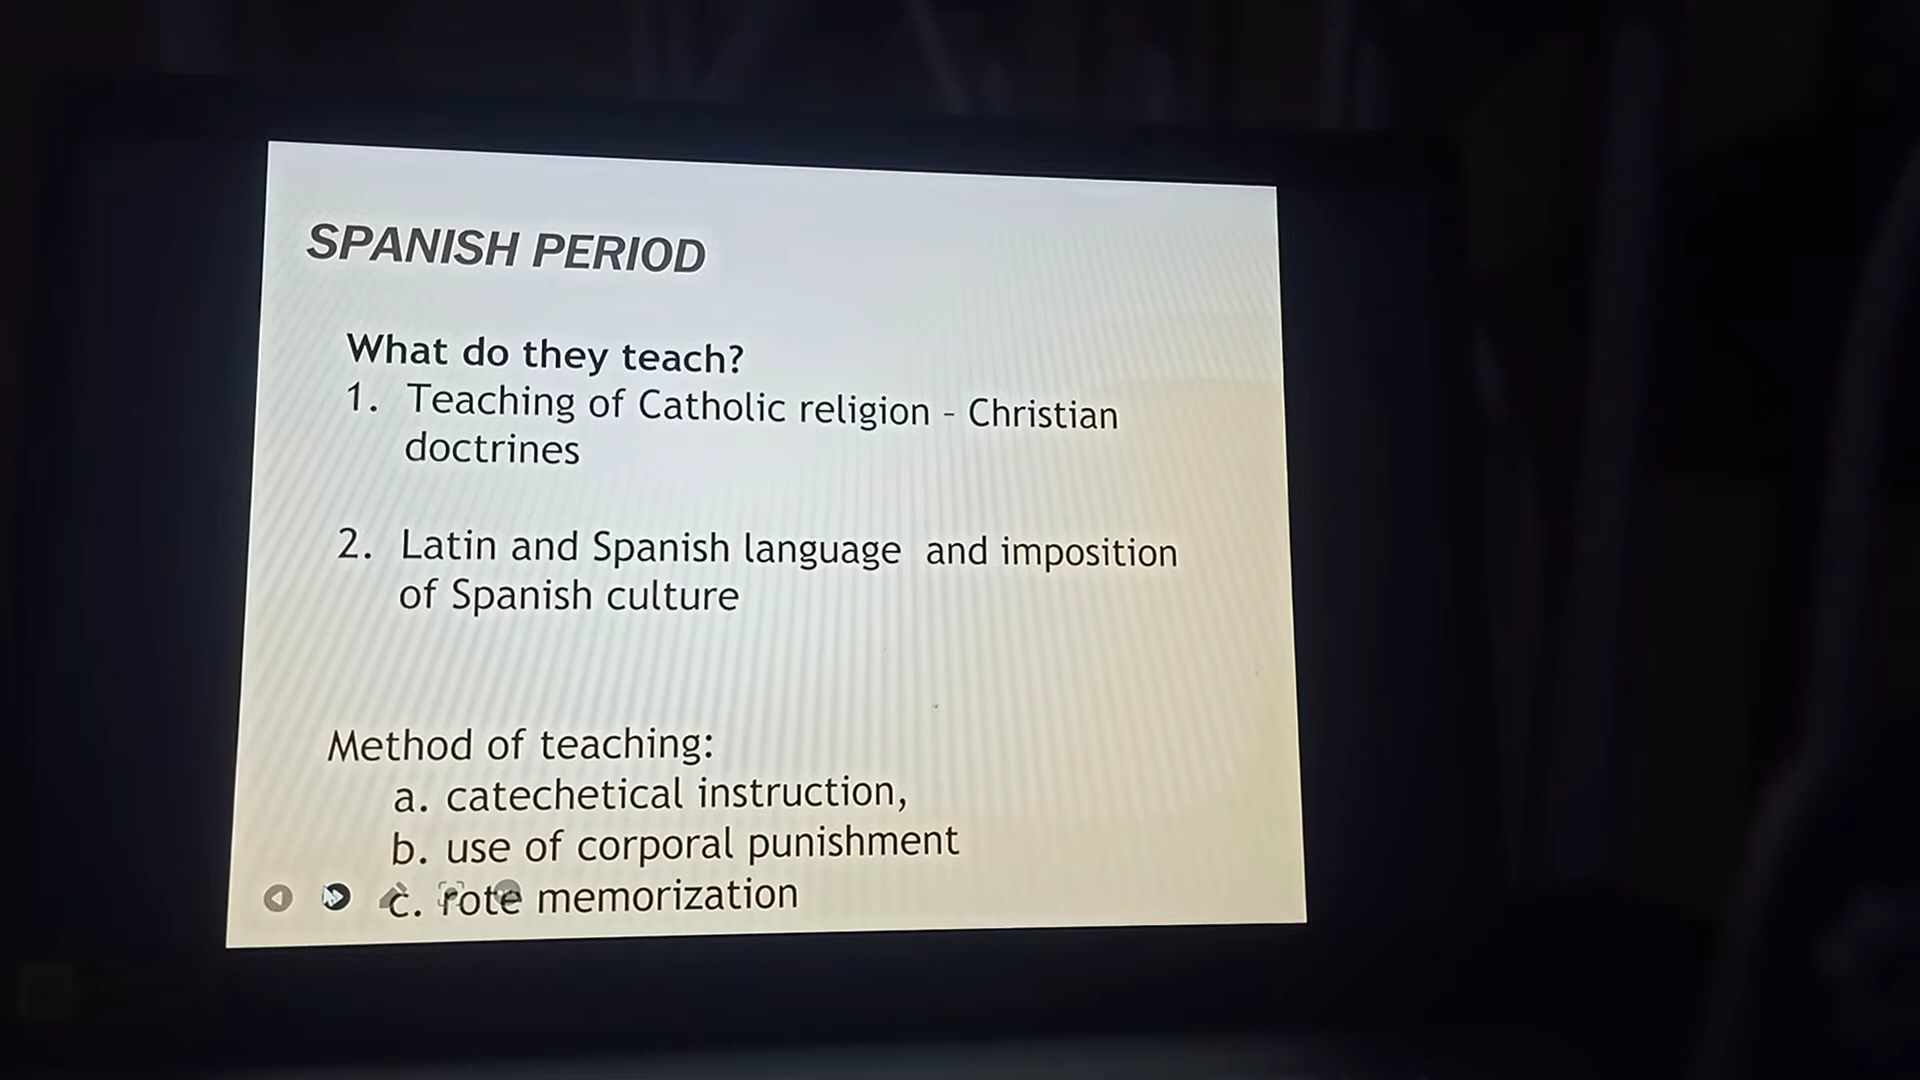 SPANISH PERIOD
What do they teach?
1. Teaching of Catholic religion - Christian
doctrines
2. Latin and Spanish language and imposition
of Spanish culture
Method of teaching:
a. catechetical instruction,
b. use of corporal punishment
c. rote memorization